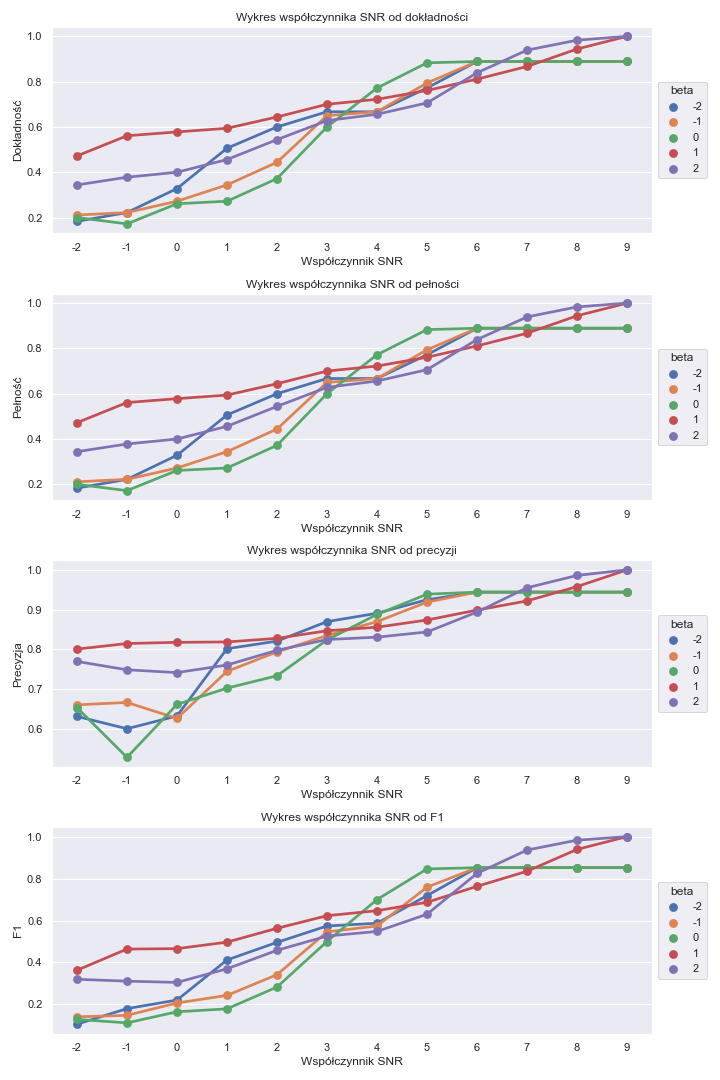 Wykres współczynnika SNR od dokładności
1.0
0.8
0.6
0.4
0.2
Dokładność
-2 -1 0 1 2 3 4 5 6 7 8 9
Współczynnik SNR
beta
-2
-1
0
1
2
Wykres współczynnika SNR od pełności
1.0
0.8
0.6
0.4
0.2
Pełność
-2 -1 0 1 2 3 4 5 6 7 8 9
Współczynnik SNR
beta
-2
-1
0
1
2
Wykres współczynnika SNR od precyzji
1.0
0.9
0.8
0.7
0.6
Precyzja
-2 -1 0 1 2 3 4 5 6 7 8 9
Współczynnik SNR
beta
-2
-1
0
1
2
Wykres współczynnika SNR od F1
1.0
0.8
0.6
0.4
0.2
F1
-2 -1 0 1 2 3 4 5 6 7 8 9
Współczynnik SNR
beta
-2
-1
0
1
2